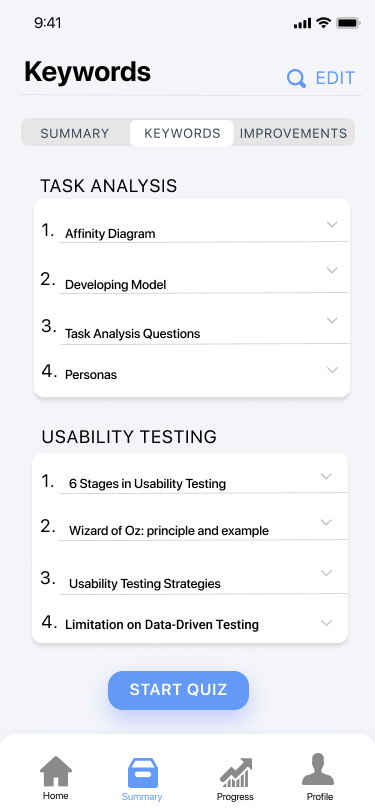 9:41
Keywords
EDIT
SUMMARY KEYWORDS IMPROVEMENTS
TASK ANALYSIS
1. Affinity Diagram
2. Developing Model
3. Task Analysis Questions
4. Personas
USABILITY TESTING
1. 6 Stages in Usability Testing
2. Wizard of Oz: principle and example
3. Usability Testing Strategies
4. Limitation on Data-Driven Testing
START QUIZ
Home Summary Progress Profile